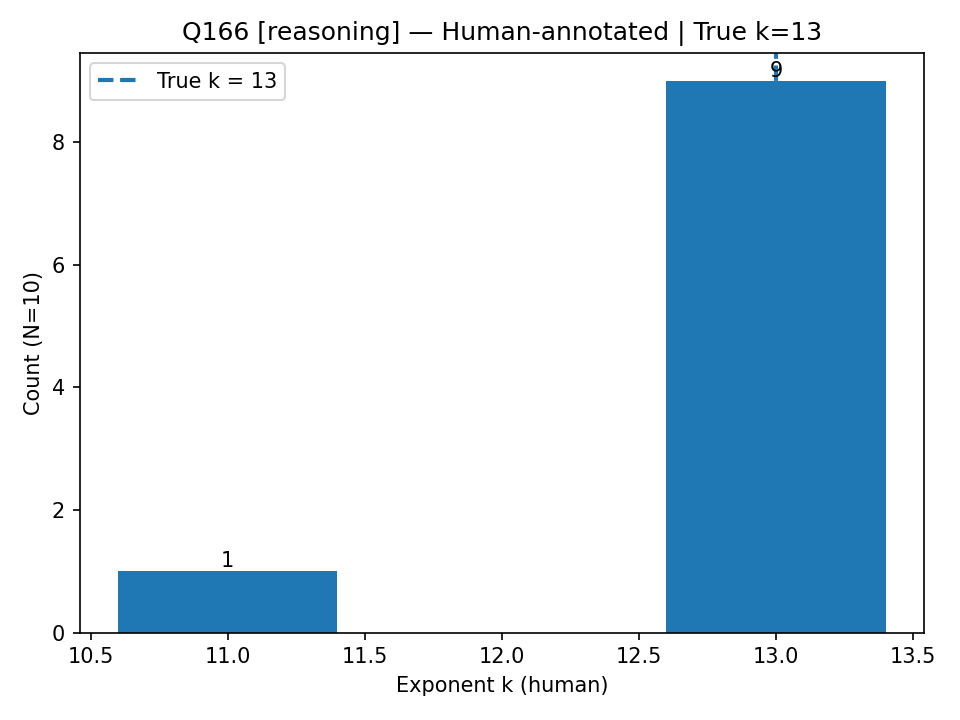 Q166 [reasoning] — Human-annotated | True k=13
True k = 13
9
8
6
4
2
0
1
Count (N=10)
10.5 11.0 11.5 12.0 12.5 13.0 13.5
Exponent k (human)